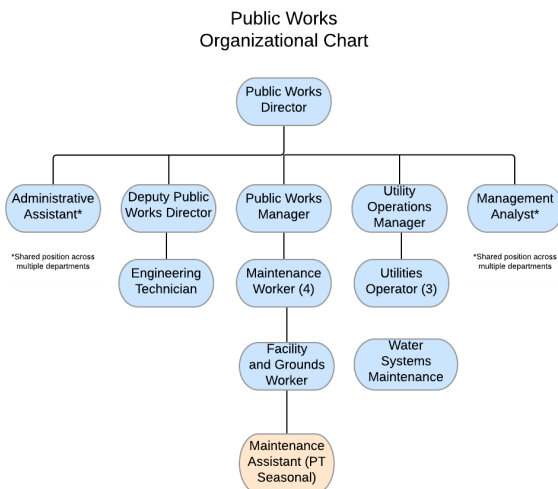 Public Works
Organizational Chart
Public Works
Director
Administrative
Assistant*
Deputy Public
Works Director
Public Works
Manager
Utility
Operations
Manager
Management
Analyst*
*Shared position across
multiple departments
*Shared position across
multiple departments
Engineering
Technician
Maintenance
Worker (4)
Utilities
Operator (3)
Facility
and Grounds
Worker
Water
Systems
Maintenance
Maintenance
Assistant (PT
Seasonal)